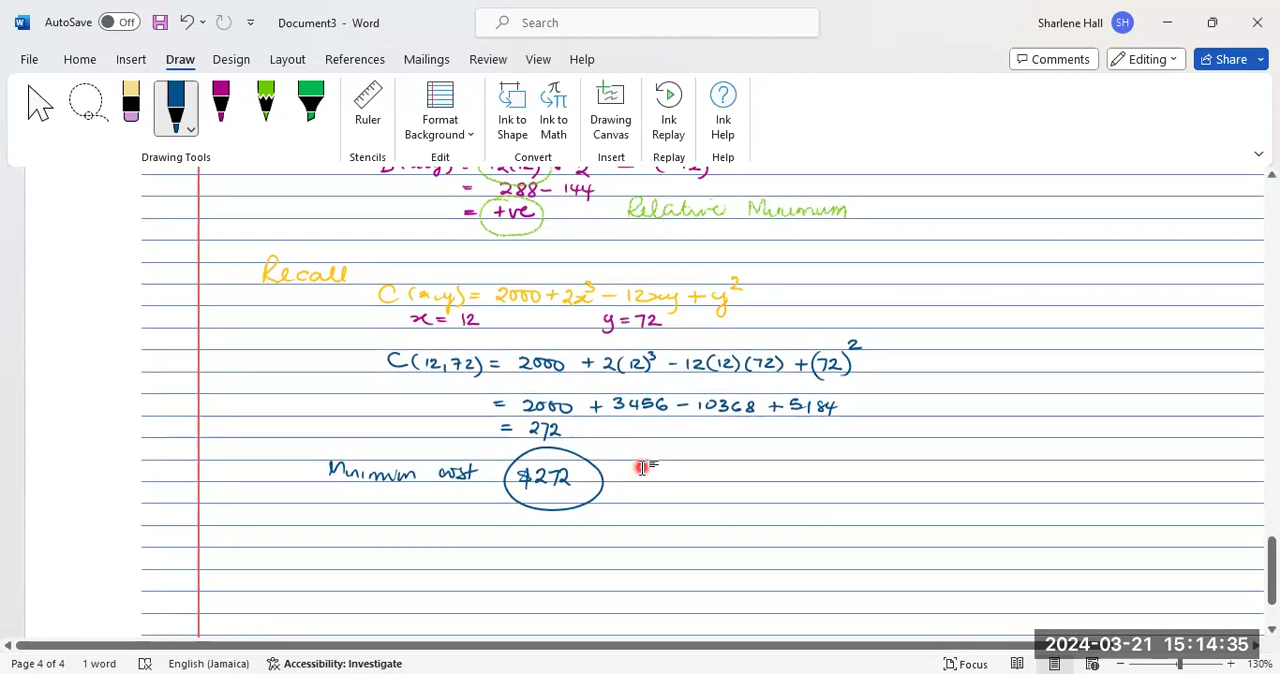 AutoSave Off Document3 - Word Search Sharlene Hall SH
File Home Insert Draw Design Layout References Mailings Review View Help Comments Editing Share
Ruler Format Background Ink to Shape Ink to Math Drawing Canvas Ink Replay Ink Help
Drawing Tools Stencils Edit Convert Insert Replay Help
= 288 - 144
= +ve Relative Minimum
Recall
C(x,y) = 2000 + 2x³ - 12xy + y²
x = 12 y = 72
C(12,72) = 2000 + 2(12)³ - 12(12)(72) + (72)²
= 2000 + 3456 - 10368 + 5184
= 272
Minimum cost $272
2024-03-21 15:14:35
Page 4 of 4 1 word English (Jamaica) Accessibility: Investigate Focus 130%